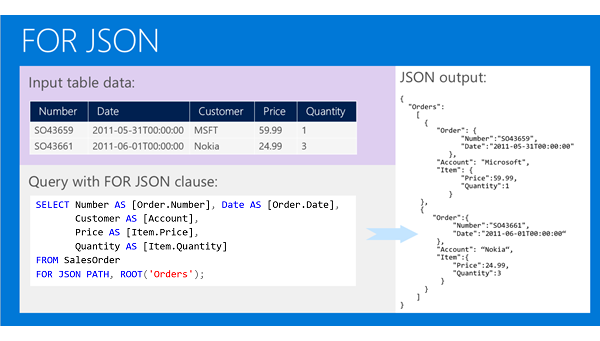 FOR JSON
Input table data:
Number Date Customer Price Quantity
SO43659 2011-05-31T00:00:00 MSFT 59.99 1
SO43661 2011-06-01T00:00:00 Nokia 24.99 3
Query with FOR JSON clause:
SELECT Number AS [Order.Number], Date AS [Order.Date],
Customer AS [Account],
Price AS [Item.Price],
Quantity AS [Item.Quantity]
FROM SalesOrder
FOR JSON PATH, ROOT('Orders');
JSON output:
{
"Orders":
[
{
"Order": {
"Number":"SO43659",
"Date":"2011-05-31T00:00:00"
},
"Account": "Microsoft",
"Item": {
"Price":59.99,
"Quantity":1
}
},
{
"Order":{
"Number":"SO43661",
"Date":"2011-06-01T00:00:00“
},
"Account": “Nokia“,
"Item":{
"Price":24.99,
"Quantity":3
}
}
]
}